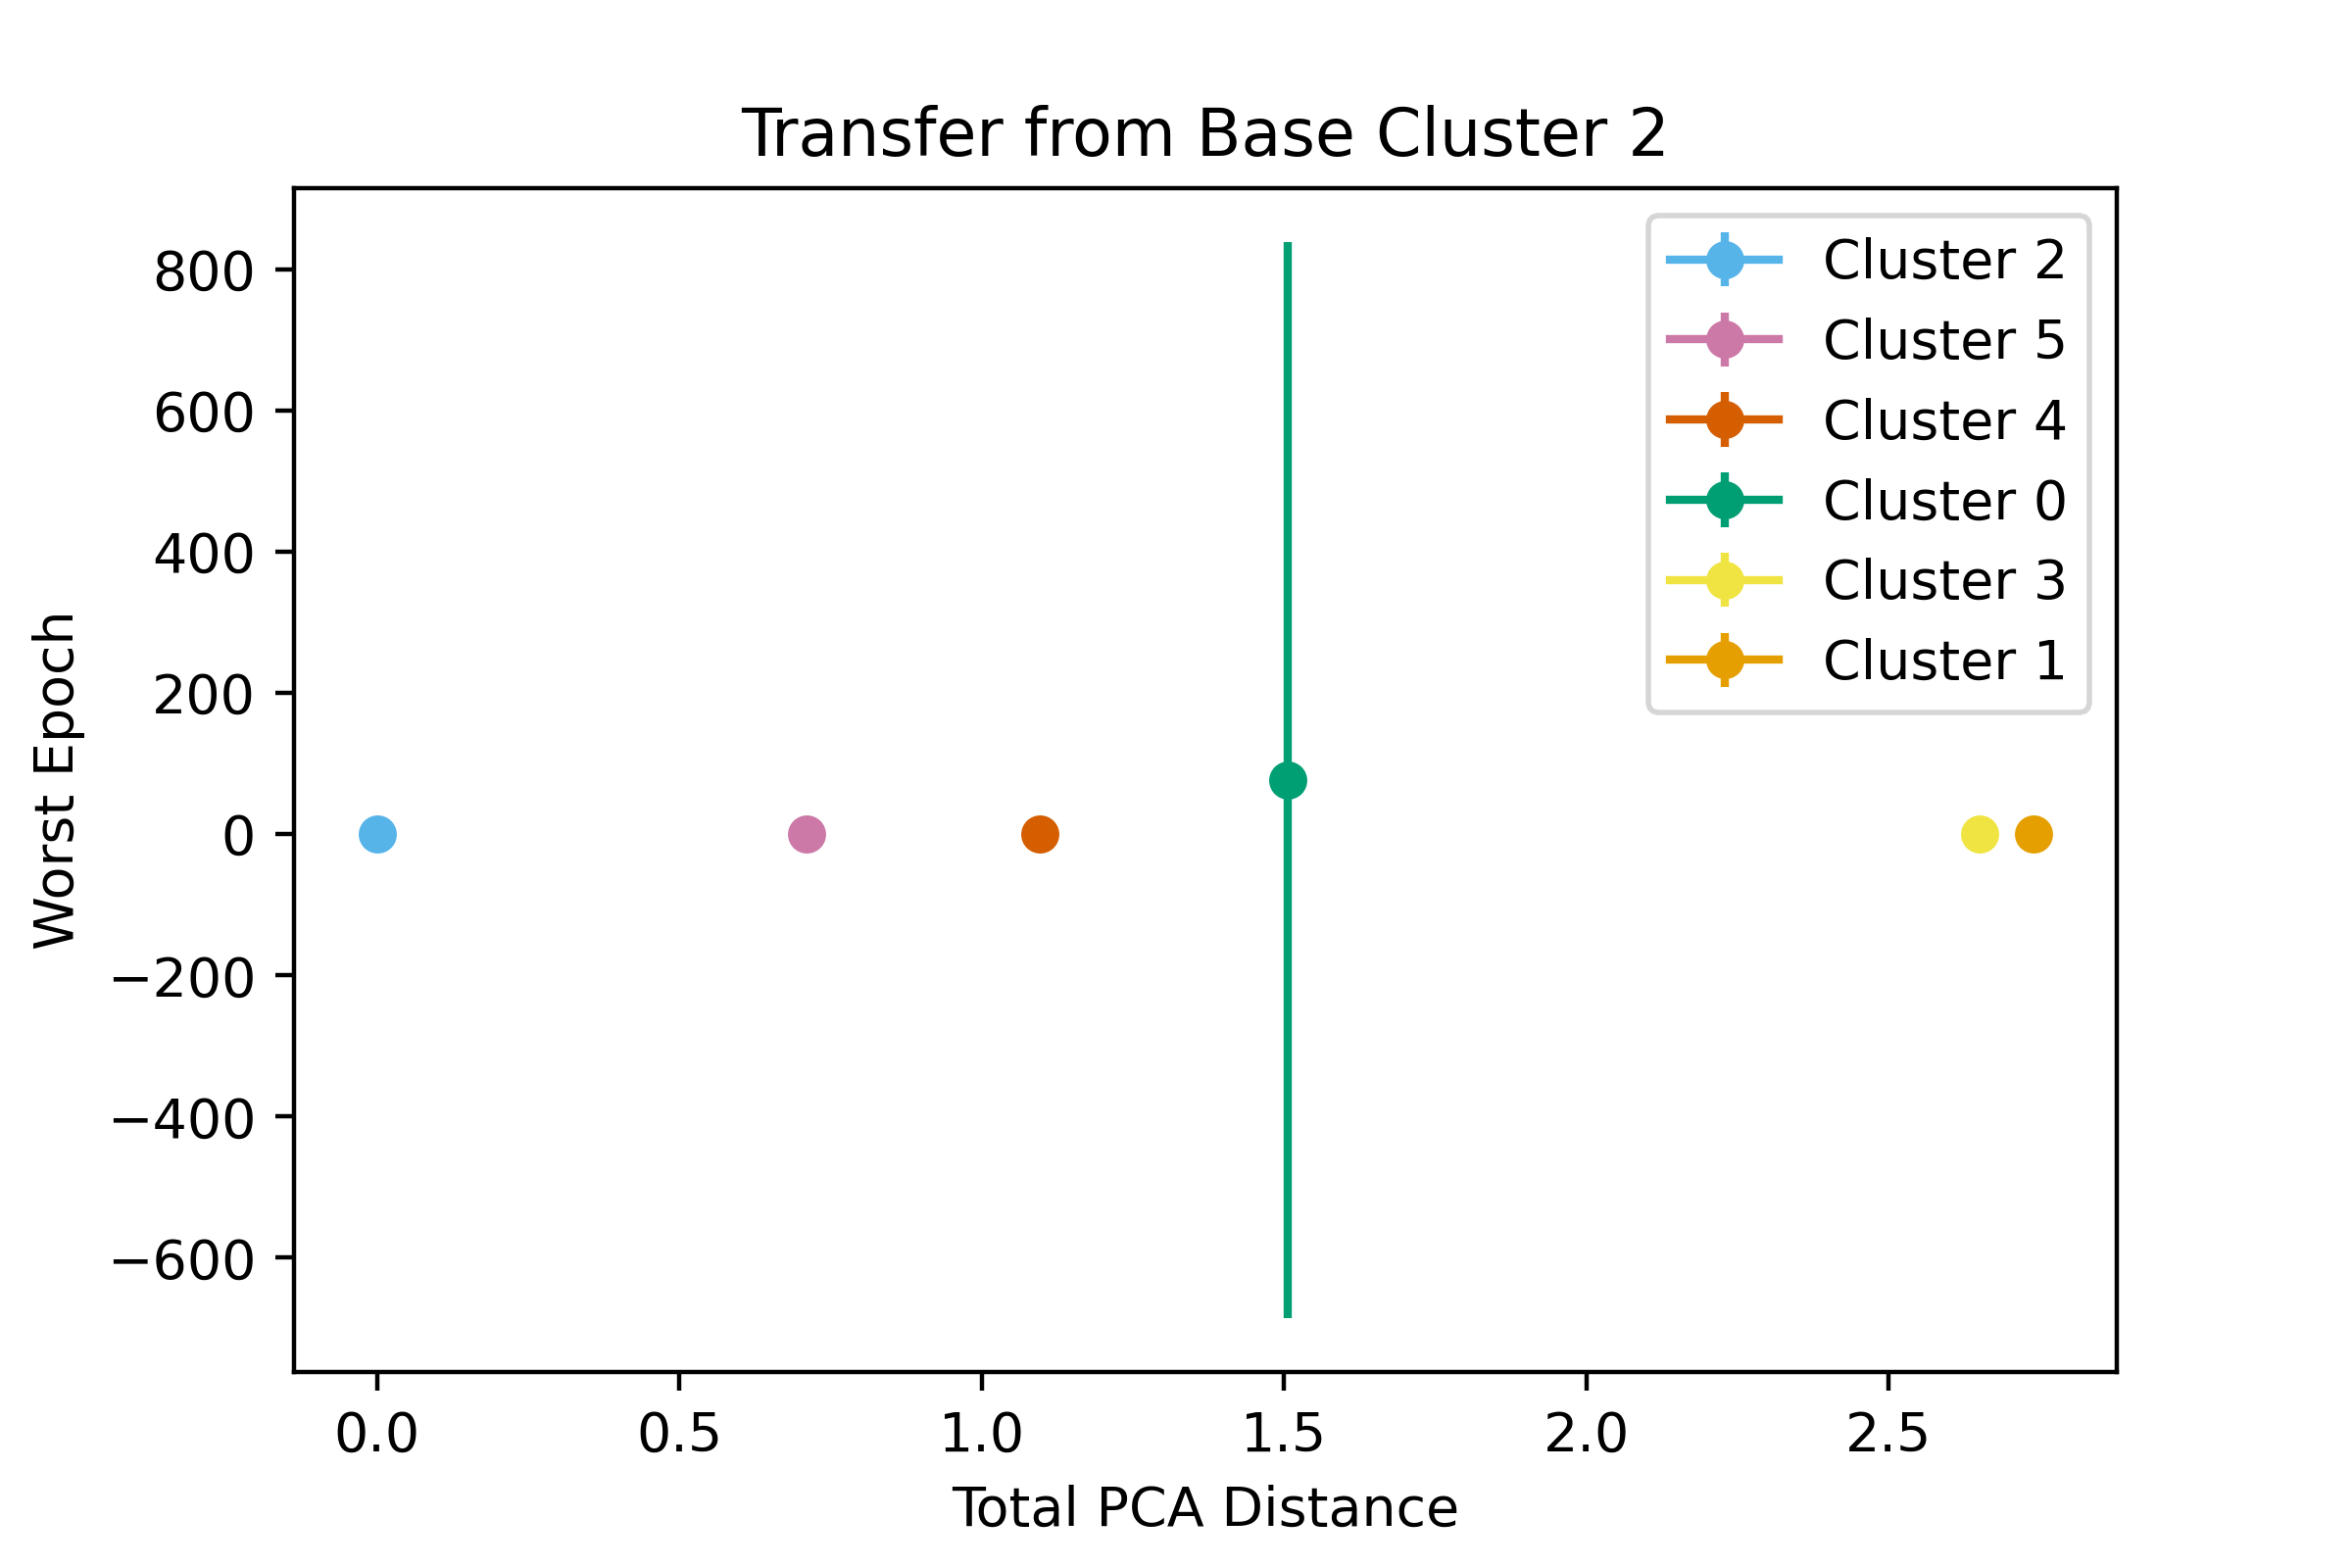 Transfer from Base Cluster 2
800
600
400
200
0
−200
−400
−600
Worst Epoch
Cluster 2
Cluster 5
Cluster 4
Cluster 0
Cluster 3
Cluster 1
0.0 0.5 1.0 1.5 2.0 2.5
Total PCA Distance